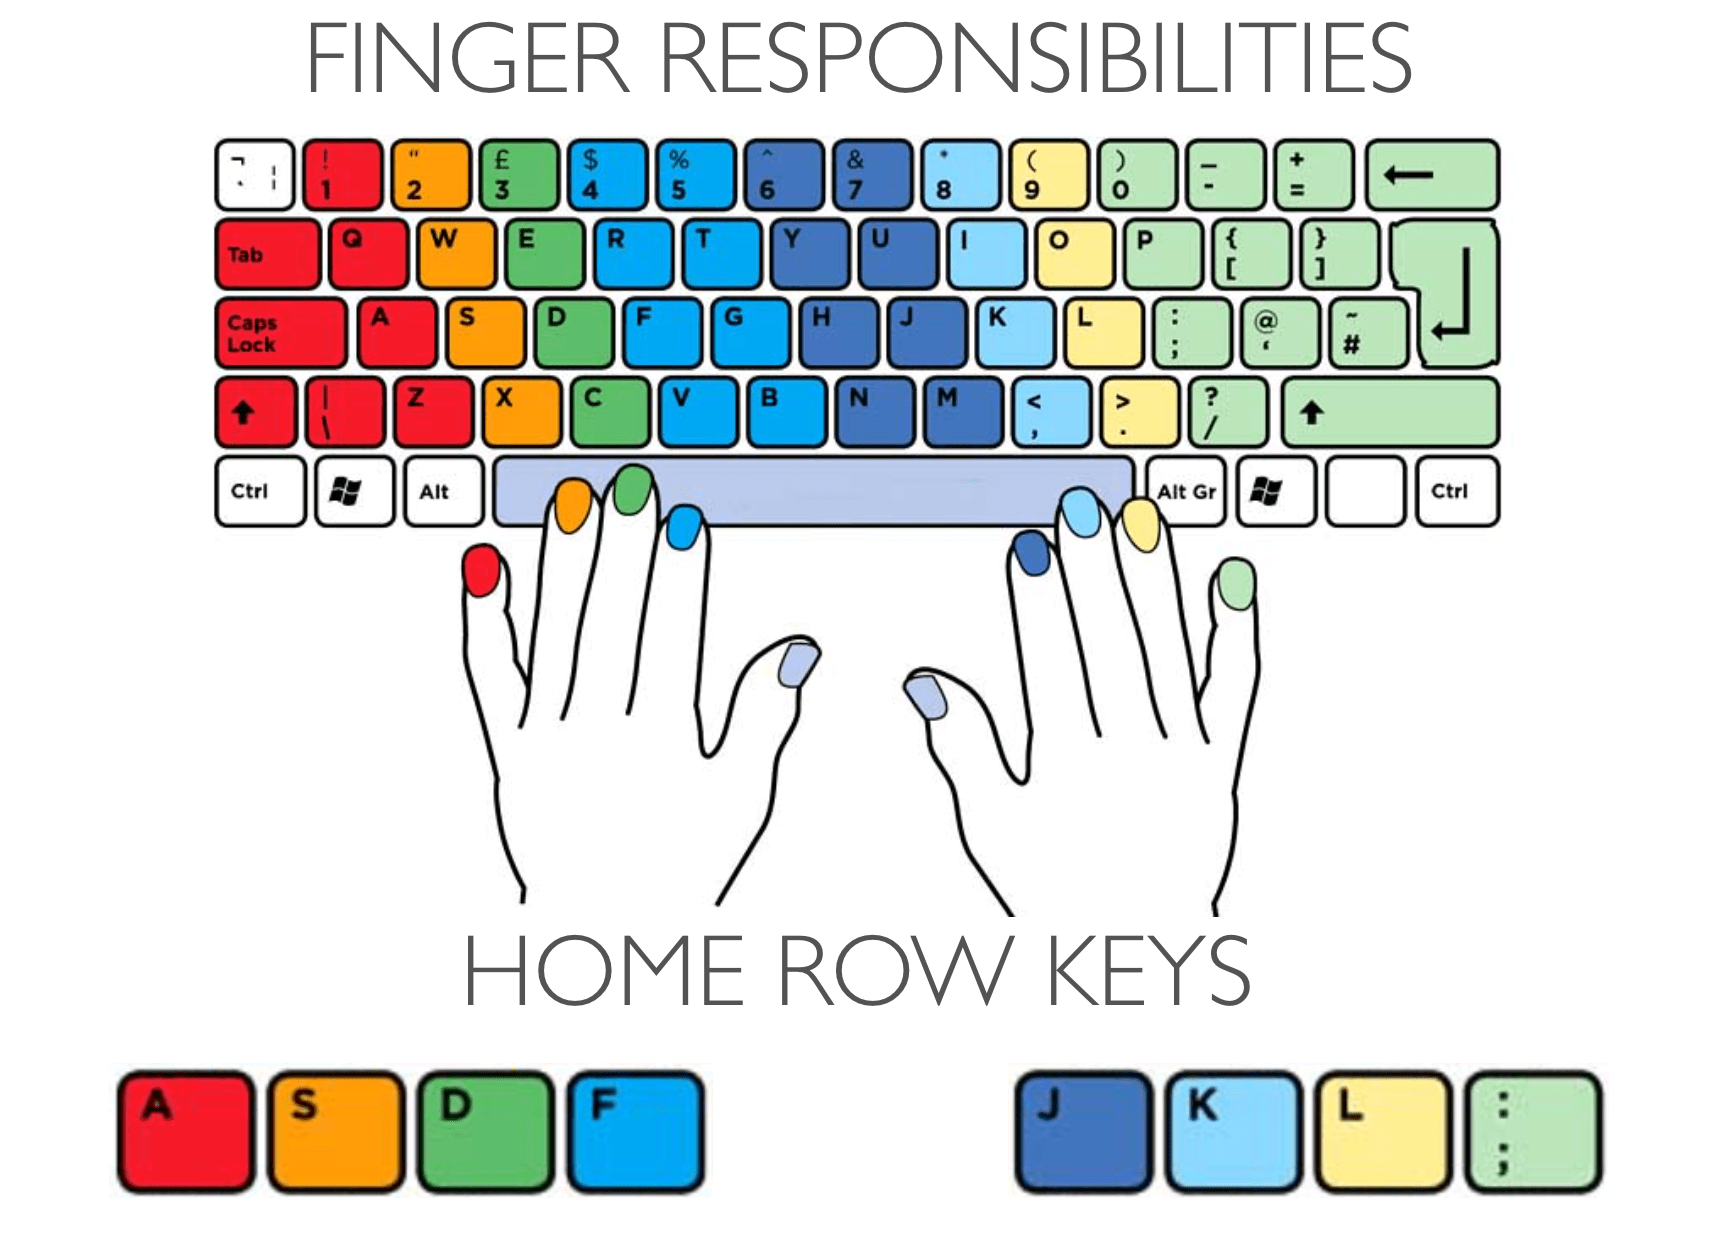 FINGER RESPONSIBILITIES
¬ ` ¦ ! 1 " 2 £ 3 $ 4 % 5 ^ 6 & 7 * 8 ( 9 ) 0 _ - + = ←
Tab Q W E R T Y U I O P { [ } ] ↵
Caps Lock A S D F G H J K L : ; @ ' ~ #
⬆ | \ Z X C V B N M < , > . ? / ⬆
Ctrl Alt Alt Gr Ctrl
HOME ROW KEYS
A S D F J K L : ;